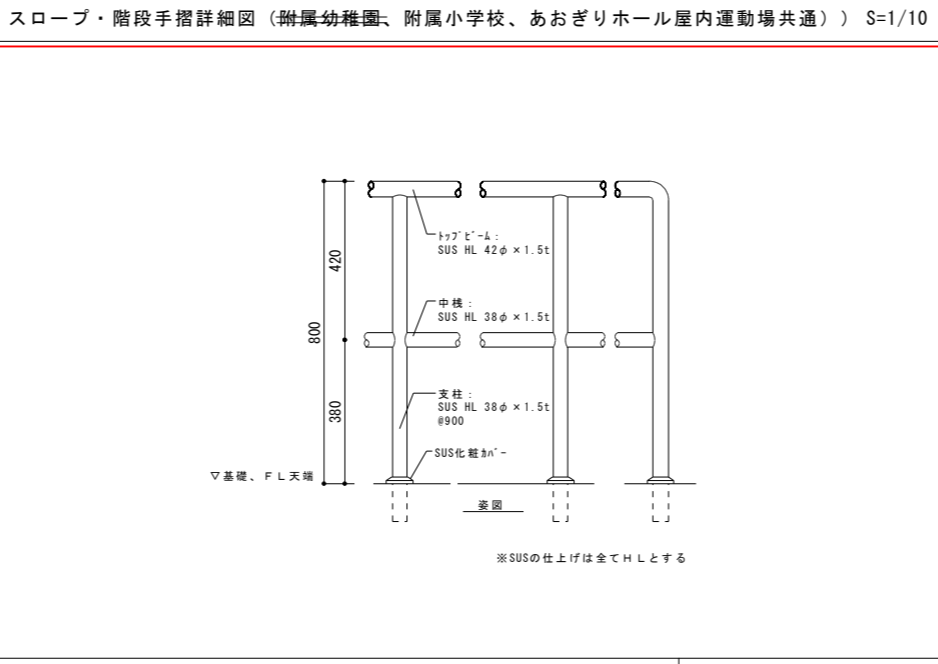 スロープ・階段手摺詳細図（附属幼稚園、附属小学校、あおぎりホール屋内運動場共通）） S=1/10
ﾄｯﾌﾟﾋﾞｰﾑ：
SUS HL 42φ×1.5t
420
中桟：
SUS HL 38φ×1.5t
800
支柱：
SUS HL 38φ×1.5t
@900
380
SUS化粧ｶﾊﾞｰ
▽基礎、ＦＬ天端
姿図
※SUSの仕上げは全てＨＬとする